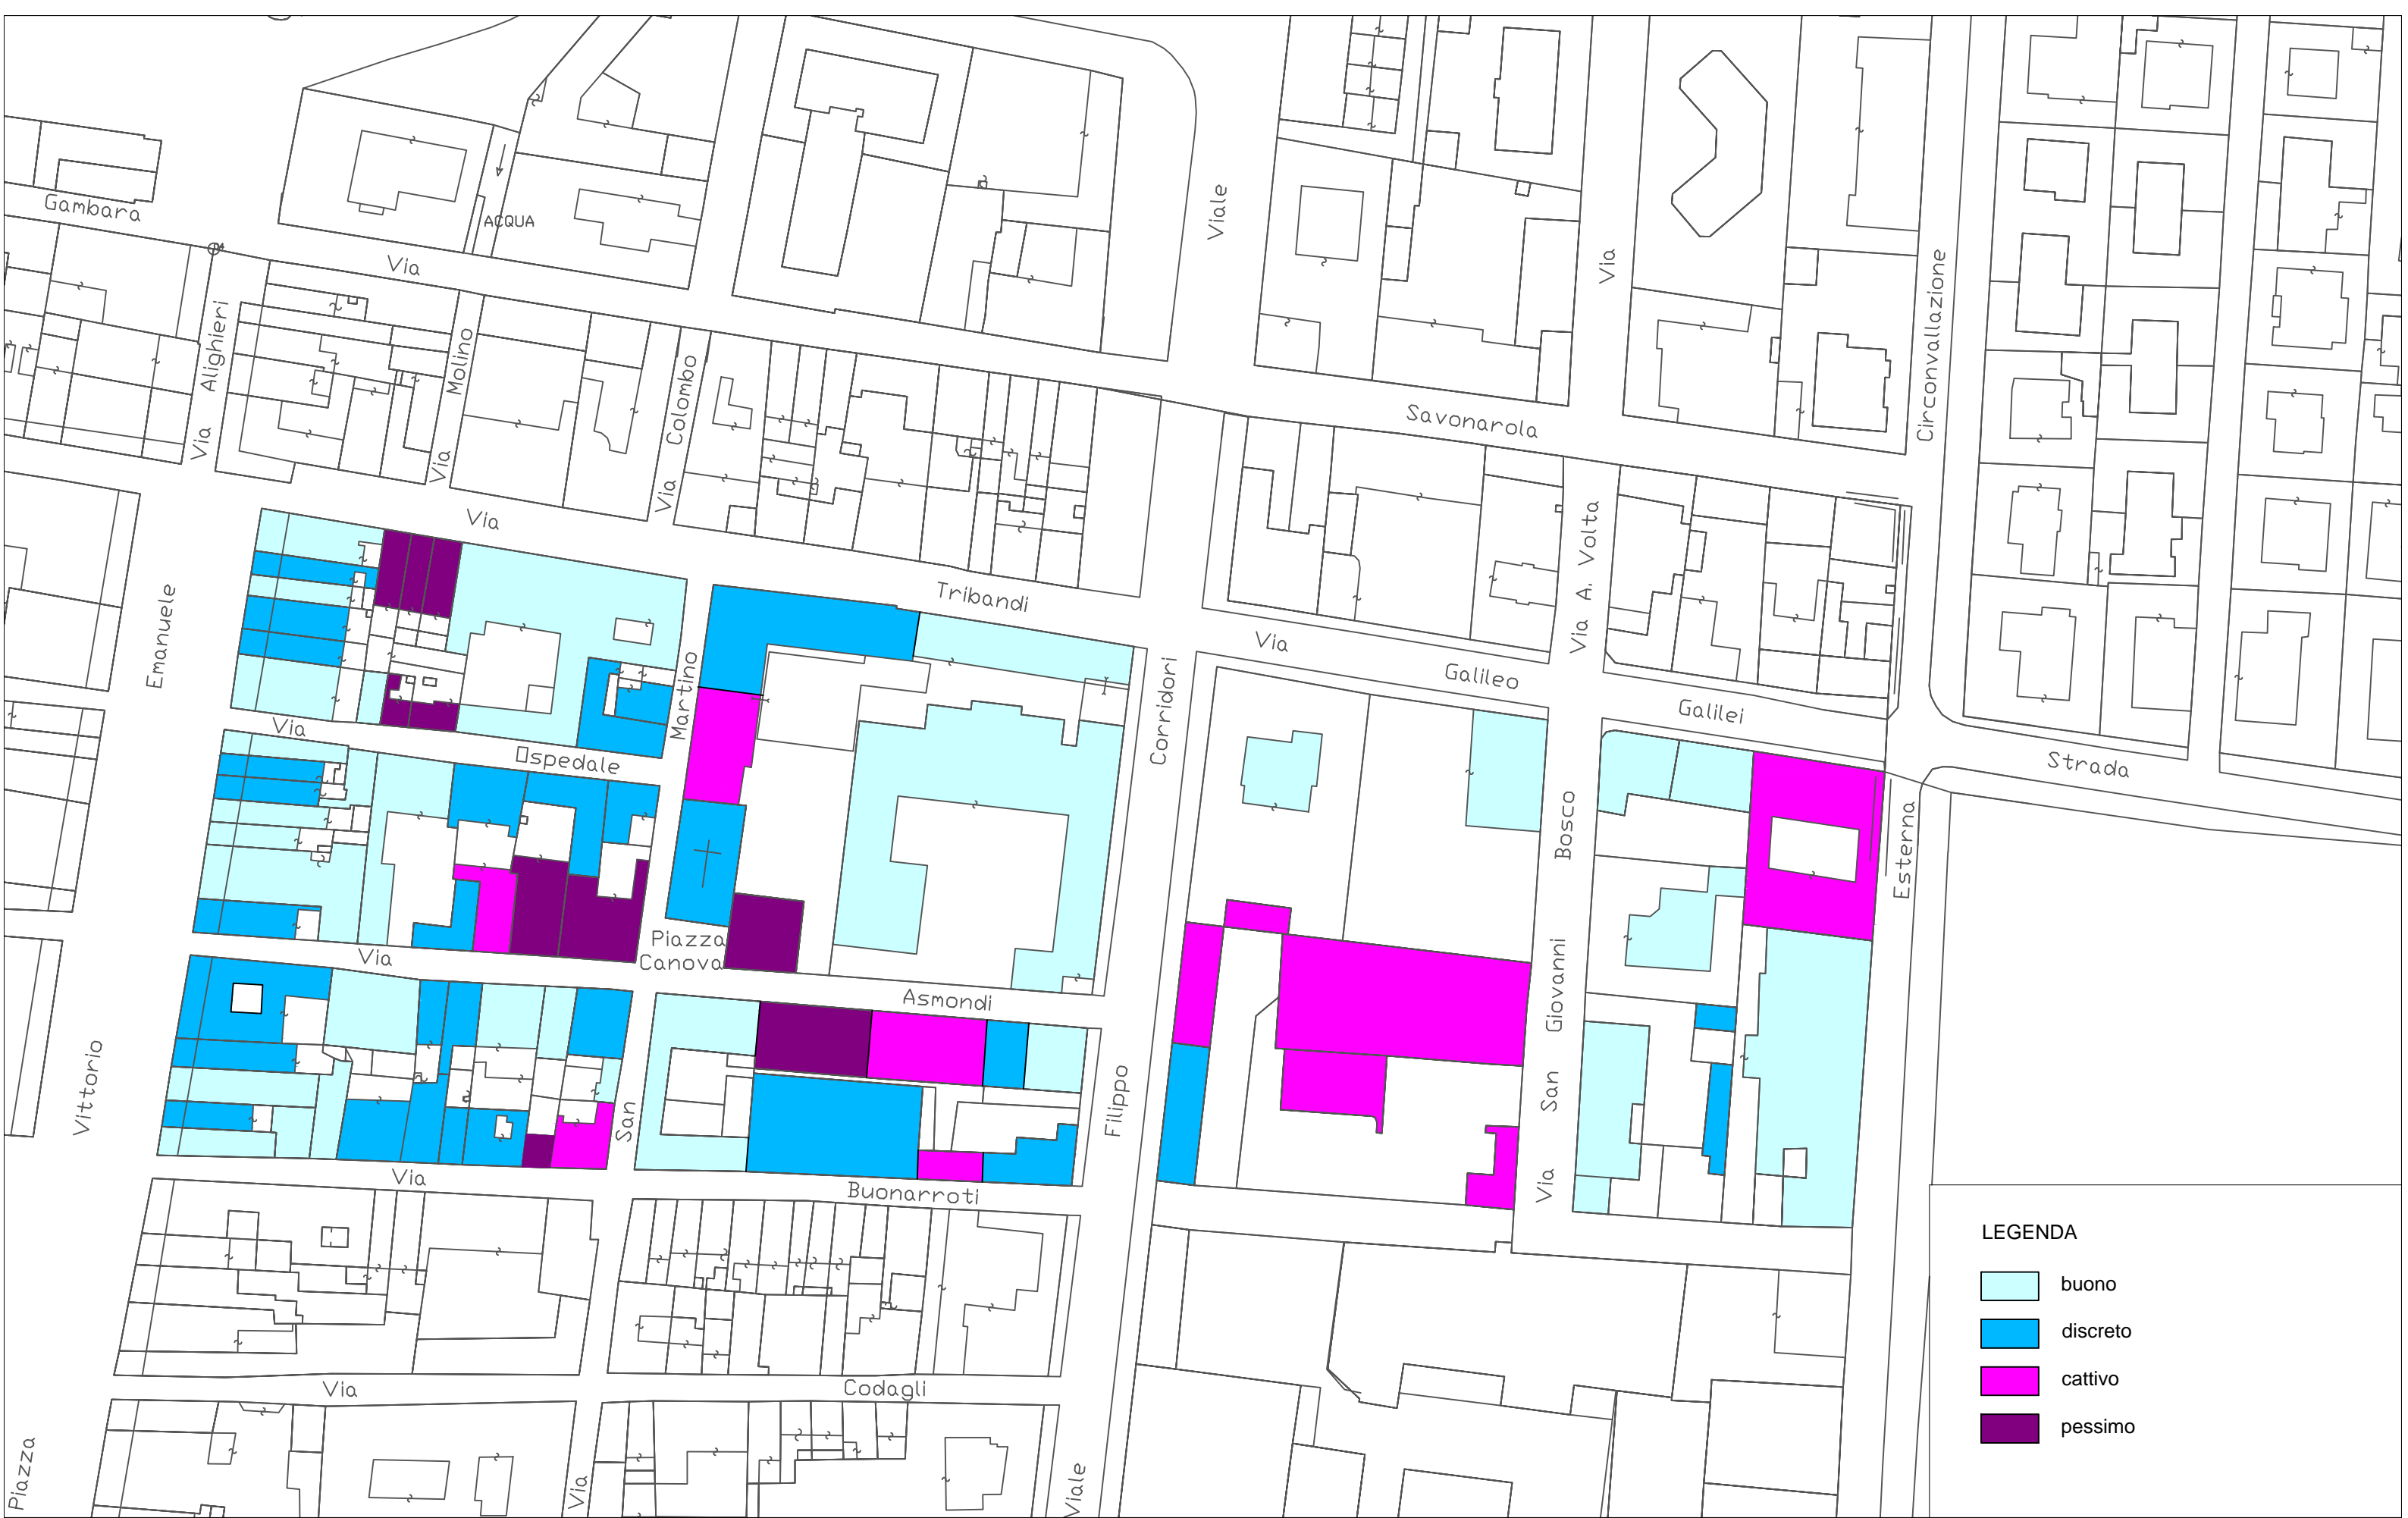 Gambara
ACQUA
Via
Viale
Via
Circonvallazione
Via Alighieri
Via Molino
Via Colombo
Savonarola
Via
Tribandi
Via A. Volta
Emanuele
Via
Galileo
Galilei
Martino
Corridori
Strada
Via
Ospedale
Bosco
Esterna
Piazza
Canova
Via
Asmondi
Giovanni
Vittorio
San
Filippo
San
Via
Via
Buonarroti
LEGENDA
buono
discreto
cattivo
pessimo
Via
Codagli
Piazza
Via
Viale